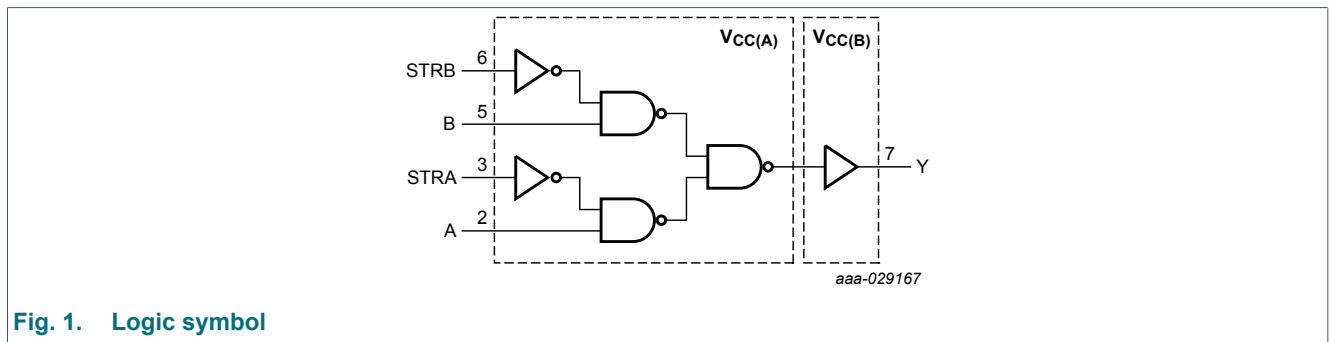 VCC(A) VCC(B)
STRB 6
B 5
STRA 3
A 2
7 Y
aaa-029167
Fig. 1. Logic symbol